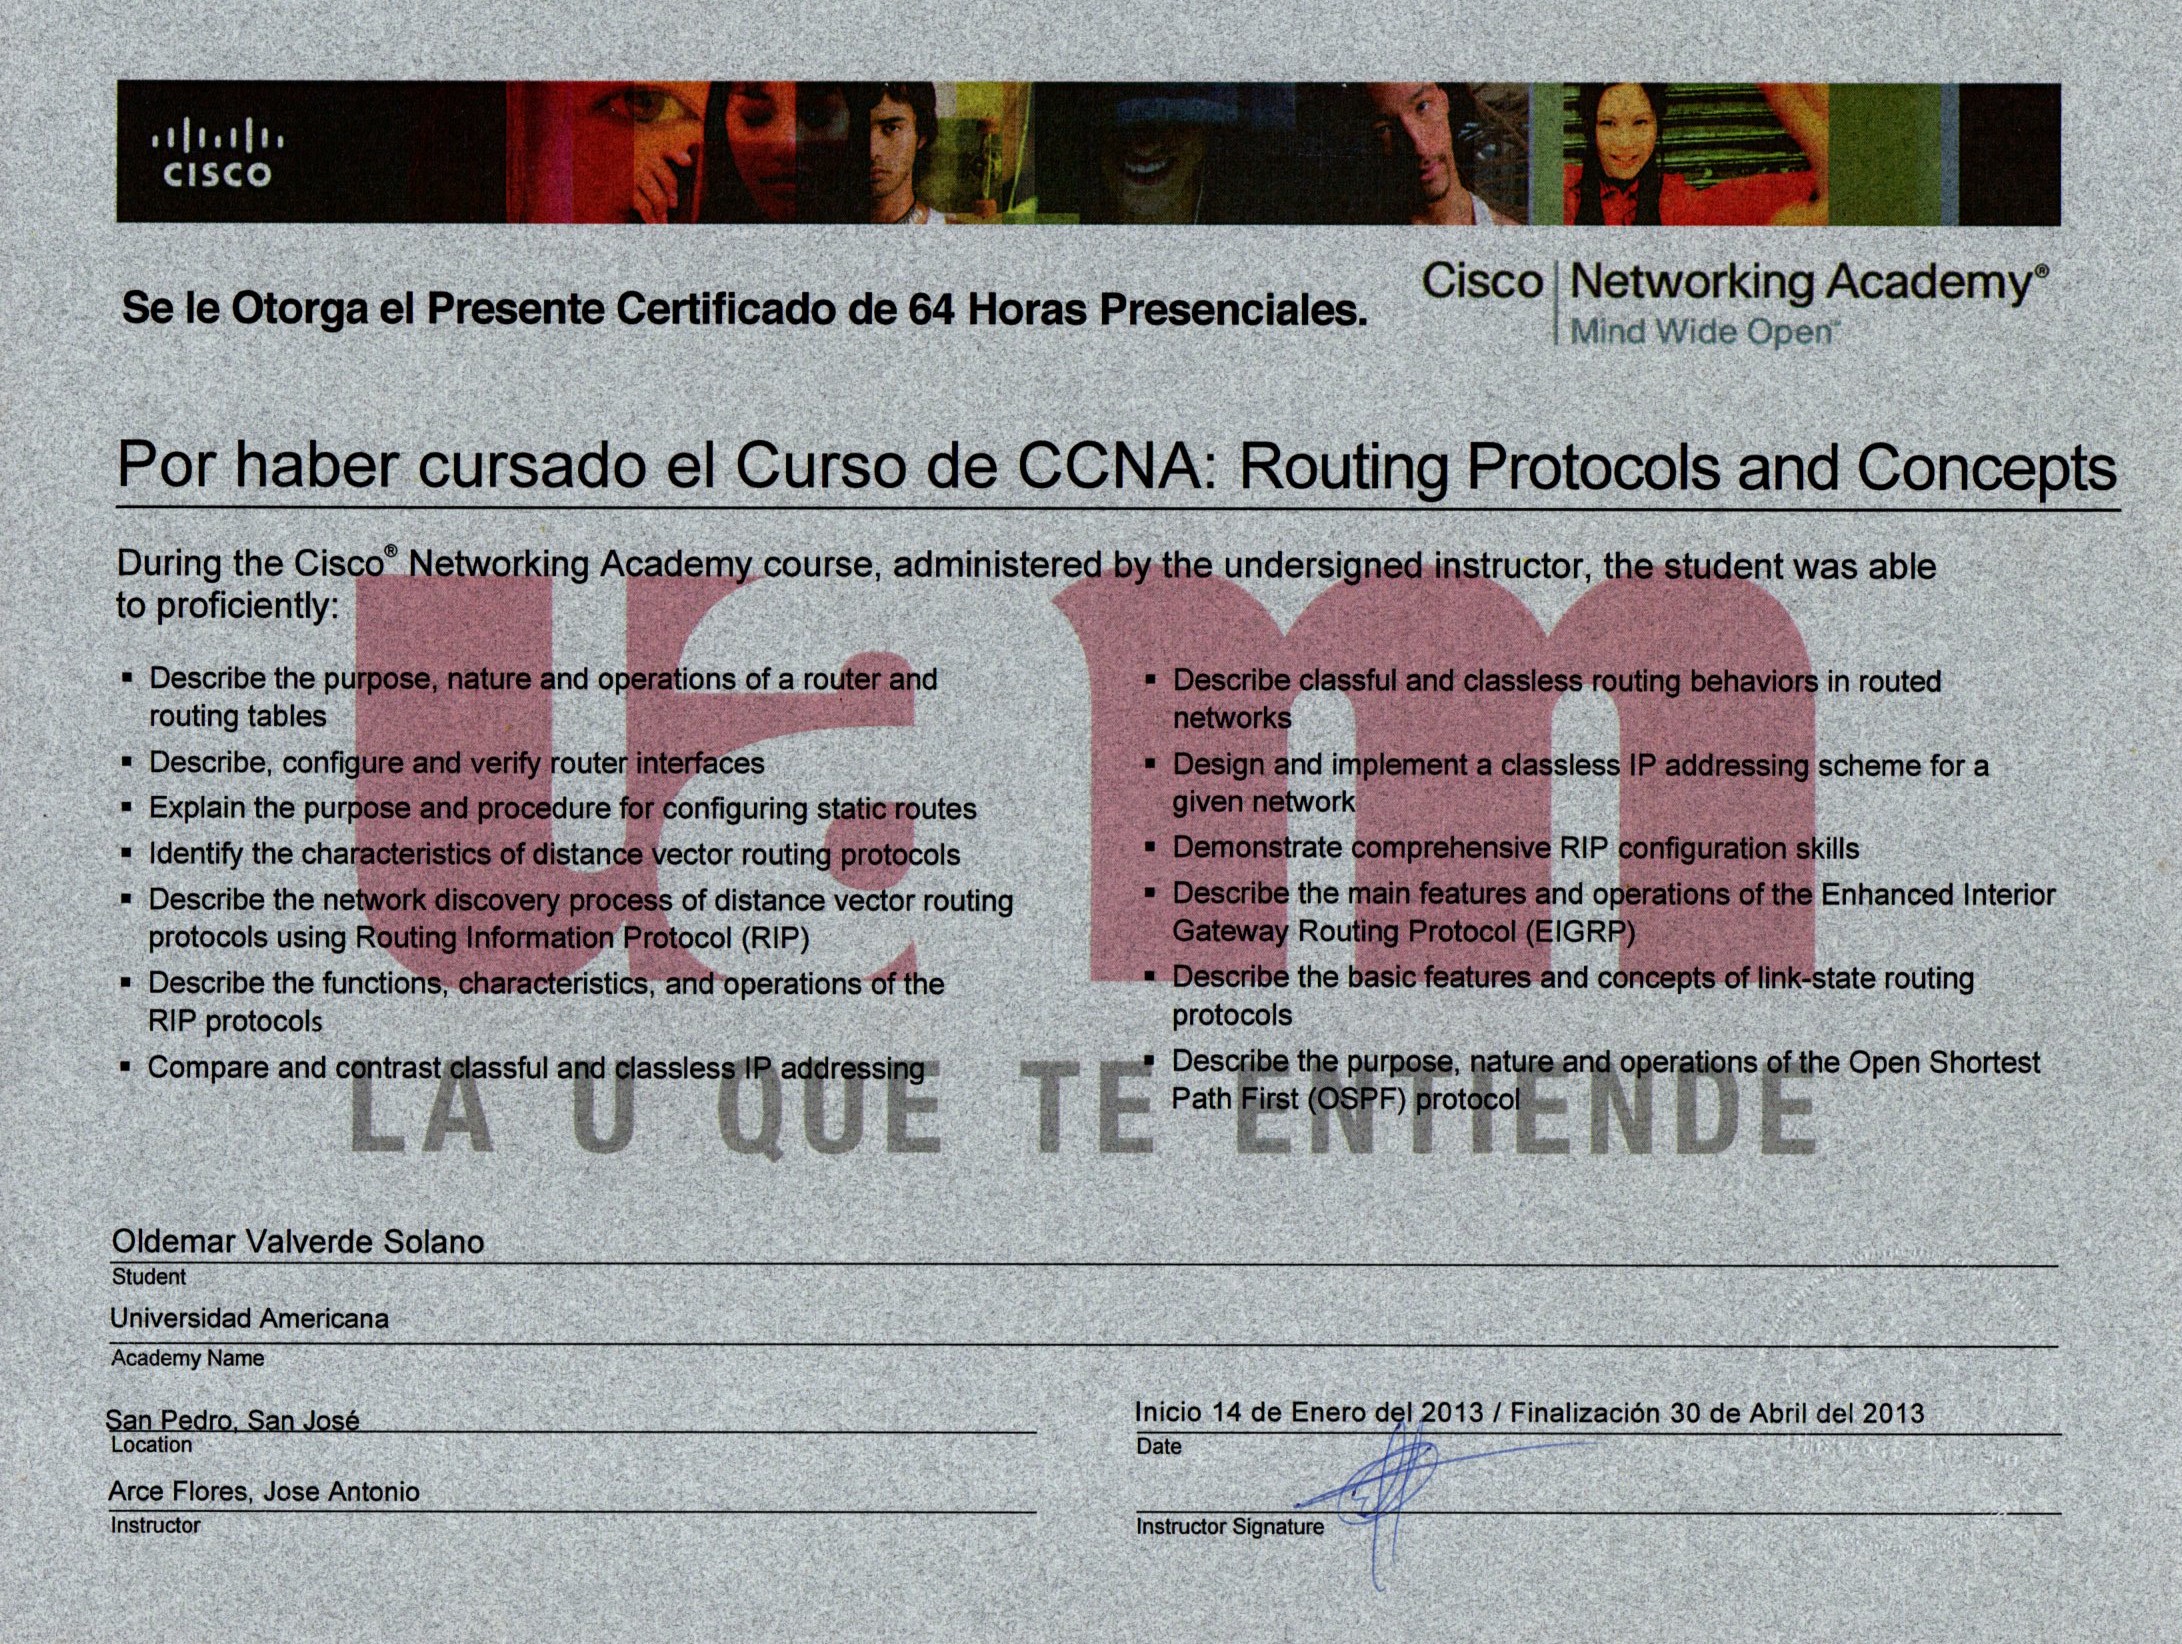 CISCO
Se le Otorga el Presente Certificado de 64 Horas Presenciales.
Cisco | Networking Academy®
Mind Wide Open™
Por haber cursado el Curso de CCNA: Routing Protocols and Concepts
During the Cisco® Networking Academy course, administered by the undersigned instructor, the student was able
to proficiently:
▪ Describe the purpose, nature and operations of a router and
routing tables
▪ Describe, configure and verify router interfaces
▪ Explain the purpose and procedure for configuring static routes
▪ Identify the characteristics of distance vector routing protocols
▪ Describe the network discovery process of distance vector routing
protocols using Routing Information Protocol (RIP)
▪ Describe the functions, characteristics, and operations of the
RIP protocols
▪ Compare and contrast classful and classless IP addressing
▪ Describe classful and classless routing behaviors in routed
networks
▪ Design and implement a classless IP addressing scheme for a
given network
▪ Demonstrate comprehensive RIP configuration skills
▪ Describe the main features and operations of the Enhanced Interior
Gateway Routing Protocol (EIGRP)
▪ Describe the basic features and concepts of link-state routing
protocols
▪ Describe the purpose, nature and operations of the Open Shortest
Path First (OSPF) protocol
uam
LA U QUE TE ENTIENDE
Oldemar Valverde Solano
Student
Universidad Americana
Academy Name
San Pedro, San José
Location
Inicio 14 de Enero del 2013 / Finalización 30 de Abril del 2013
Date
Arce Flores, Jose Antonio
Instructor
Instructor Signature